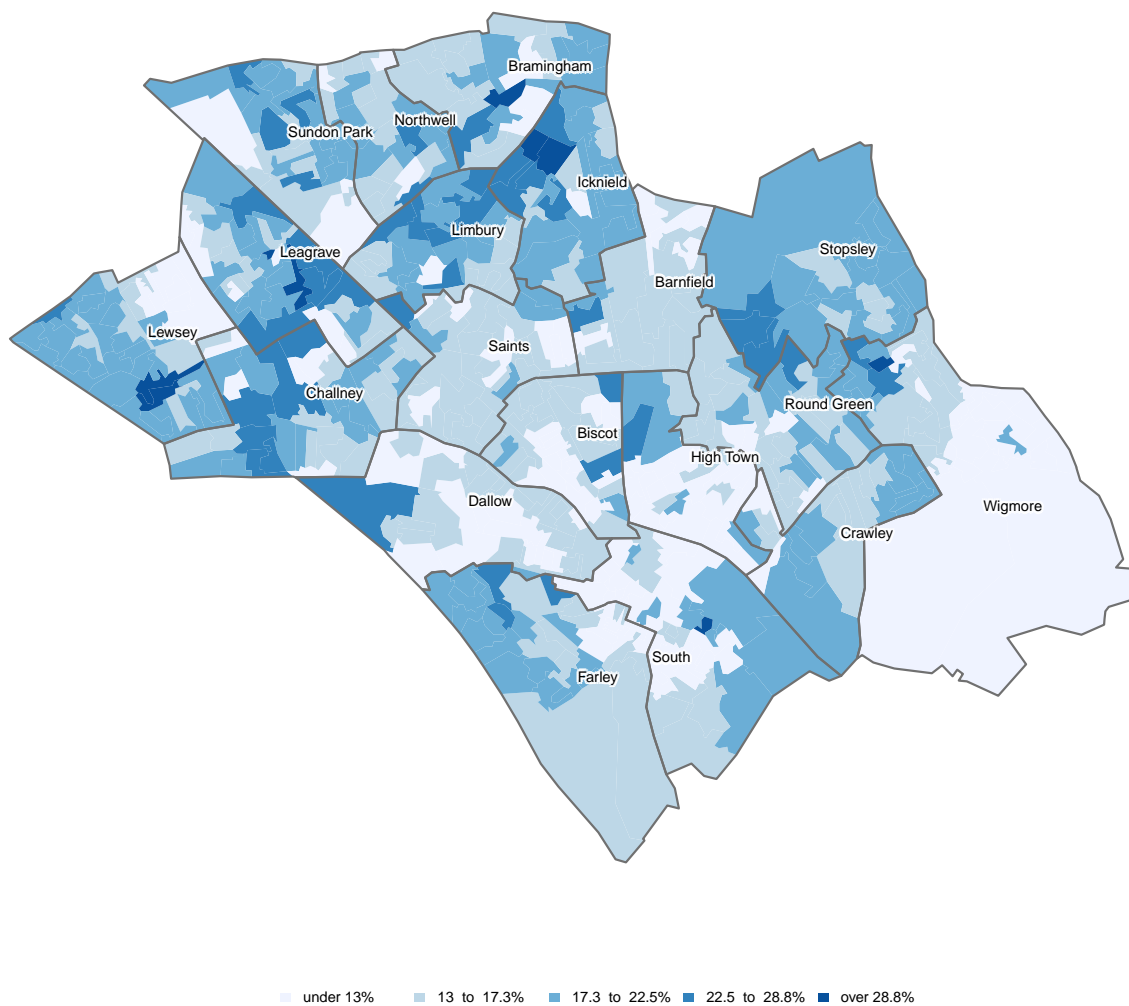 Bramingham
Northwell
Sundon Park
Icknield
Limbury
Stopsley
Leagrave
Barnfield
Lewsey
Saints
Challney
Round Green
Biscot
High Town
Dallow
Wigmore
Crawley
South
Farley
under 13% 13 to 17.3% 17.3 to 22.5% 22.5 to 28.8% over 28.8%